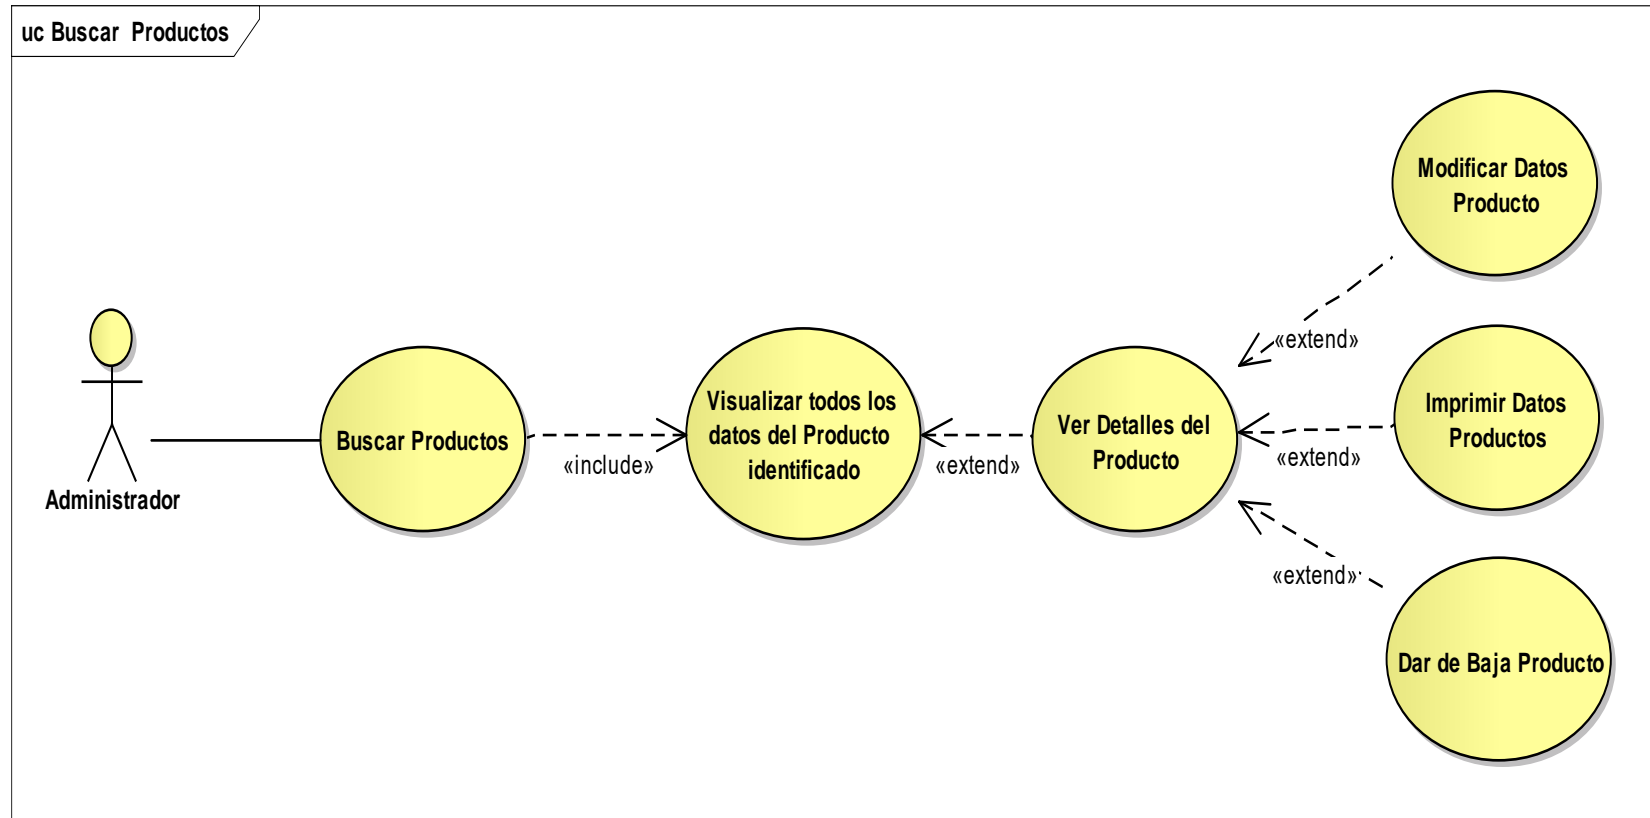 uc Buscar  Productos
Modificar Datos
Producto
«extend»
Visualizar todos los
datos del Producto
identificado
Imprimir Datos
Productos
Ver Detalles del
Producto
Buscar Productos
«include»
«extend»
«extend»
Administrador
«extend»
Dar de Baja Producto